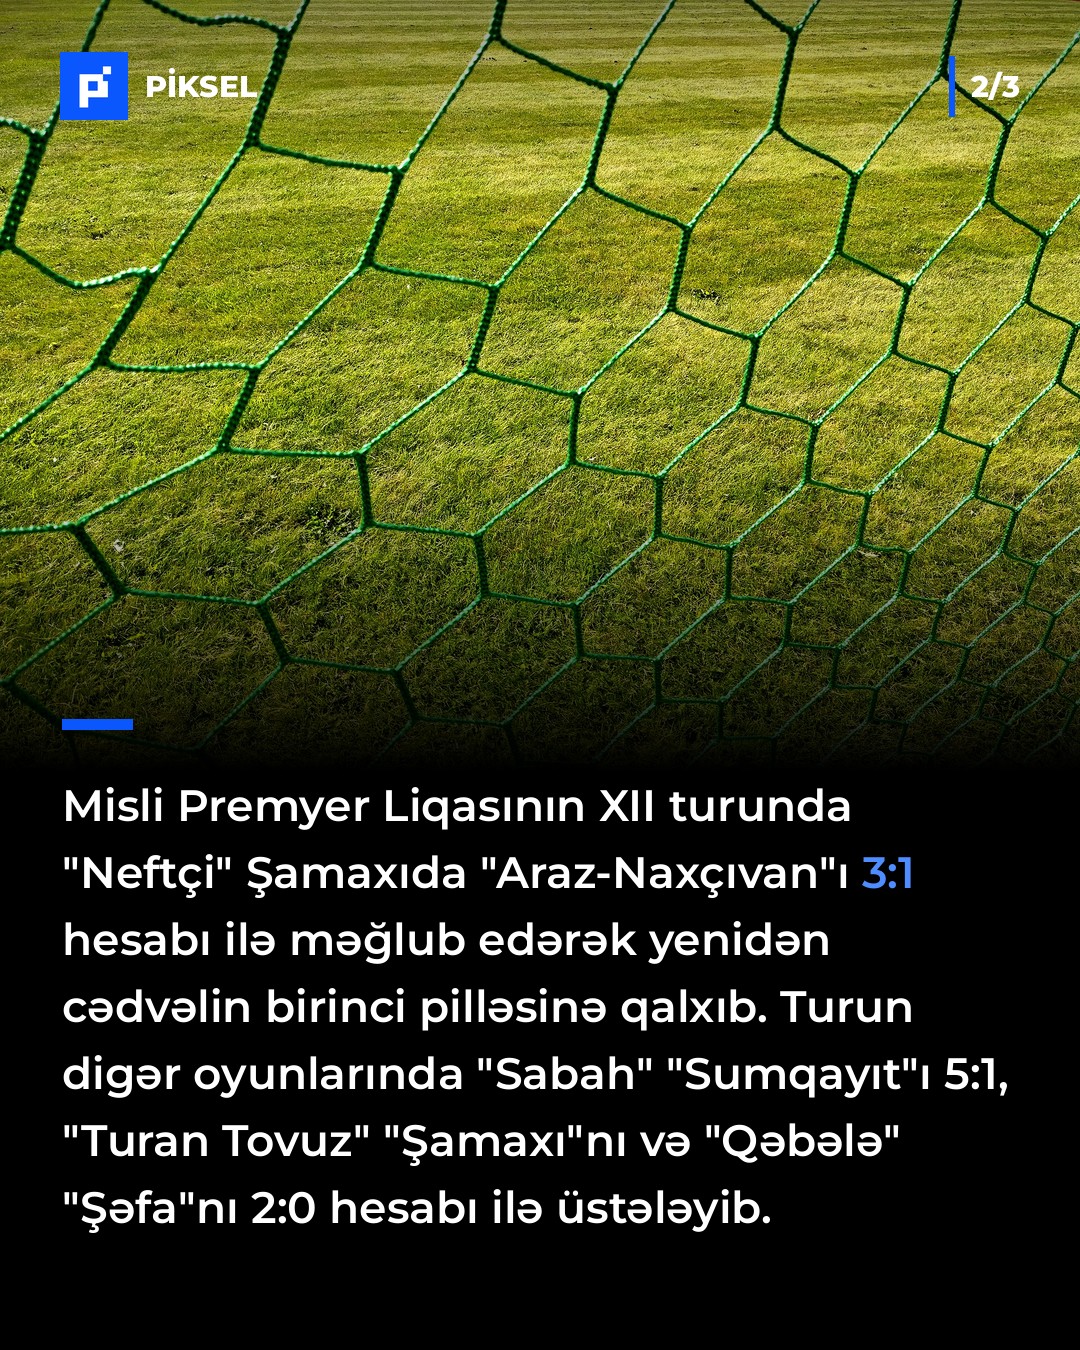 PİKSEL
2/3
Misli Premyer Liqasının XII turunda
"Neftçi" Şamaxıda "Araz-Naxçıvan"ı 3:1
hesabı ilə məğlub edərək yenidən
cədvəlin birinci pilləsinə qalxıb. Turun
digər oyunlarında "Sabah" "Sumqayıt"ı 5:1,
"Turan Tovuz" "Şamaxı"nı və "Qəbələ"
"Şəfa"nı 2:0 hesabı ilə üstələyib.